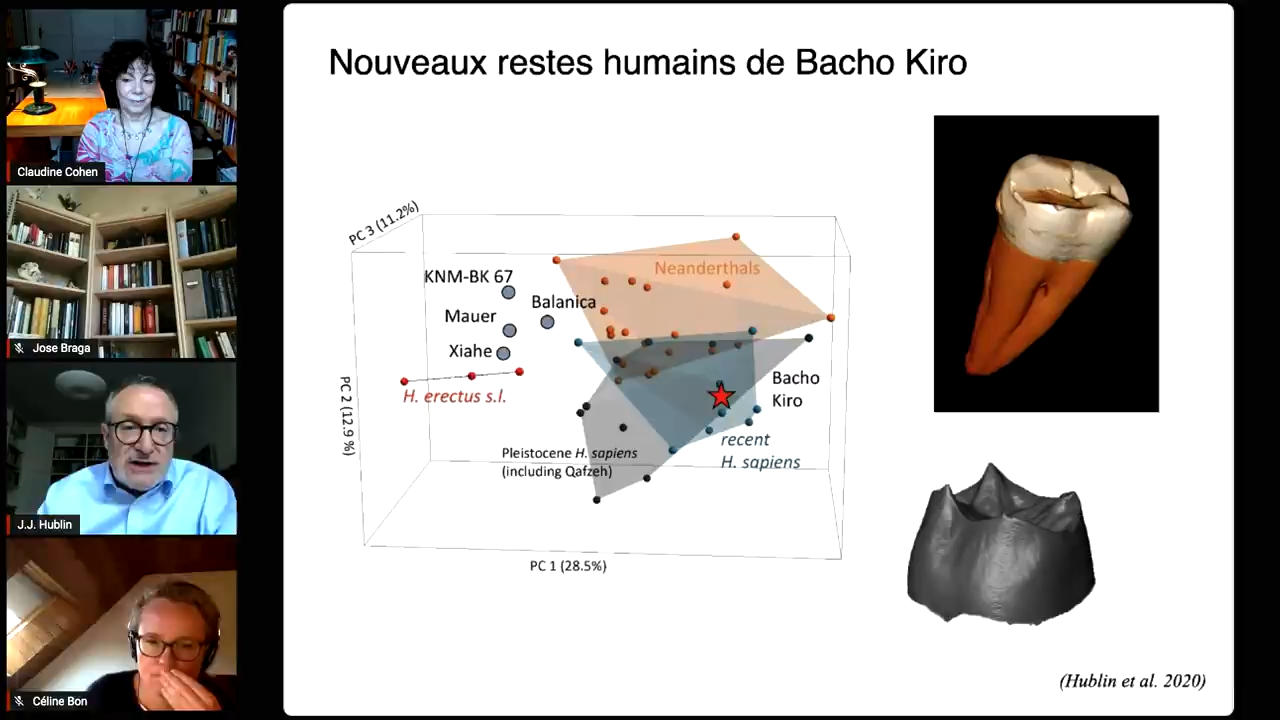 Claudine Cohen
Jose Braga
J.J. Hublin
Céline Bon
Nouveaux restes humains de Bacho Kiro
PC 3 (11.2%)
KNM-BK 67
Neanderthals
Balanica
Mauer
Xiahe
H. erectus s.l.
PC 2 (12.9 %)
Bacho
Kiro
recent
H. sapiens
Pleistocene H. sapiens
(including Qafzeh)
PC 1 (28.5%)
(Hublin et al. 2020)